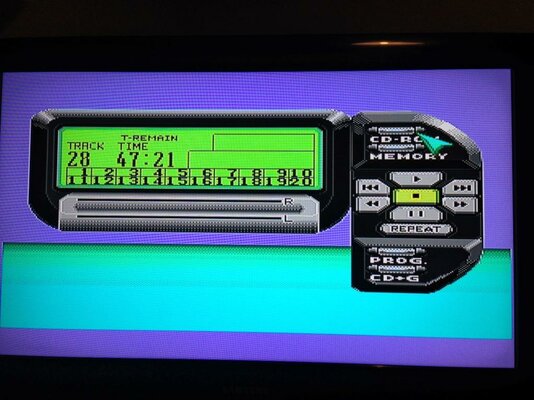 T-REMAIN
TRACK TIME
28 47:21
1 2 3 4 5 6 7 8 9 10
11 12 13 14 15 16 17 18 19 20
R
L
CD-RO
MEMORY
REPEAT
PROG.
CD+G